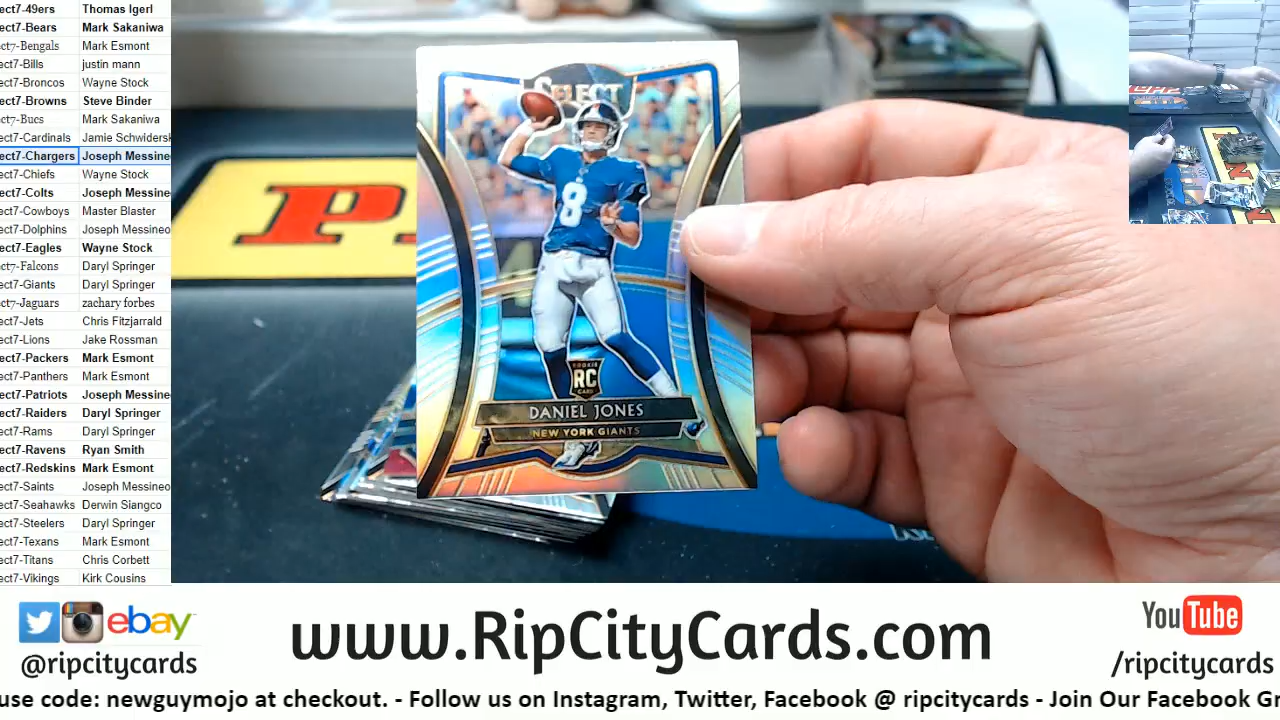 ect7-49ers Thomas Igerl
ect7-Bears Mark Sakaniwa
ect7-Bengals Mark Esmont
ect7-Bills justin mann
ect7-Broncos Wayne Stock
ect7-Browns Steve Binder
ect7-Bucs Mark Sakaniwa
ect7-Cardinals Jamie Schwidersk
ect7-Chargers Joseph Messine
ect7-Chiefs Wayne Stock
ect7-Colts Joseph Messine
ect7-Cowboys Master Blaster
ect7-Dolphins Joseph Messineo
ect7-Eagles Wayne Stock
ect7-Falcons Daryl Springer
ect7-Giants Daryl Springer
ect7-Jaguars zachary forbes
ect7-Jets Chris Fitzjarrald
ect7-Lions Jake Rossman
ect7-Packers Mark Esmont
ect7-Panthers Mark Esmont
ect7-Patriots Joseph Messine
ect7-Raiders Daryl Springer
ect7-Rams Daryl Springer
ect7-Ravens Ryan Smith
ect7-Redskins Mark Esmont
ect7-Saints Joseph Messineo
ect7-Seahawks Derwin Siangco
ect7-Steelers Daryl Springer
ect7-Texans Mark Esmont
ect7-Titans Chris Corbett
ect7-Vikings Kirk Cousins
SELECT
8
ROOKIE
RC
CARD
DANIEL JONES
NEW YORK GIANTS
ebay
@ripcitycards
www.RipCityCards.com
YouTube
/ripcitycards
use code: newguymojo at checkout. - Follow us on Instagram, Twitter, Facebook @ ripcitycards - Join Our Facebook Gr